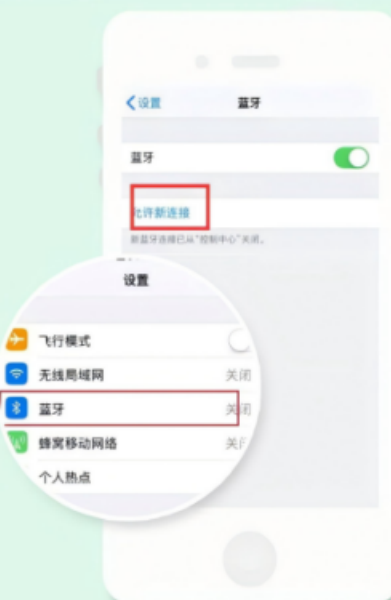 设置
蓝牙
蓝牙
允许新连接
新蓝牙连接已从“控制中心”关闭。
设置
飞行模式
无线局域网 关闭
蓝牙 关闭
蜂窝移动网络 关
个人热点